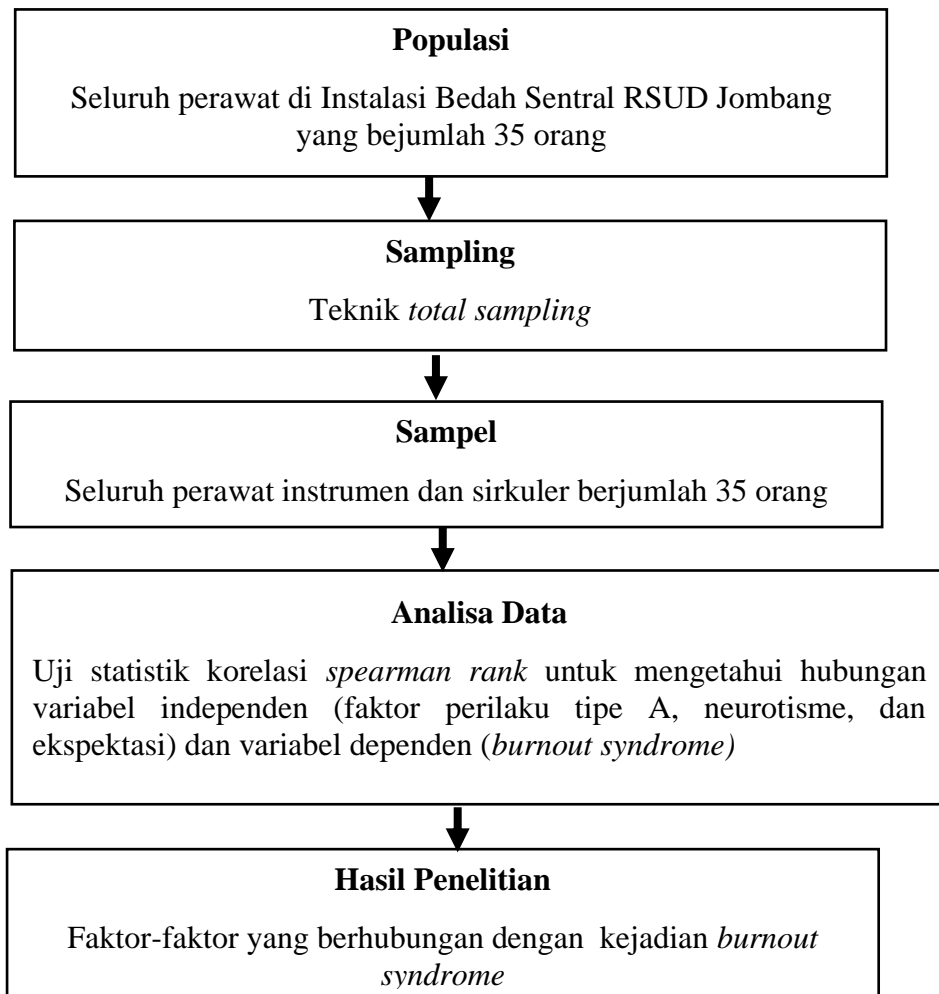 Populasi
Seluruh perawat di Instalasi Bedah Sentral RSUD Jombang
yang bejumlah 35 orang
Sampling
Teknik total sampling
Sampel
Seluruh perawat instrumen dan sirkuler berjumlah 35 orang
Analisa Data
Uji statistik korelasi spearman rank untuk mengetahui hubungan
variabel independen (faktor perilaku tipe A, neurotisme, dan
ekspektasi) dan variabel dependen (burnout syndrome)
Hasil Penelitian
Faktor-faktor yang berhubungan dengan kejadian burnout
syndrome